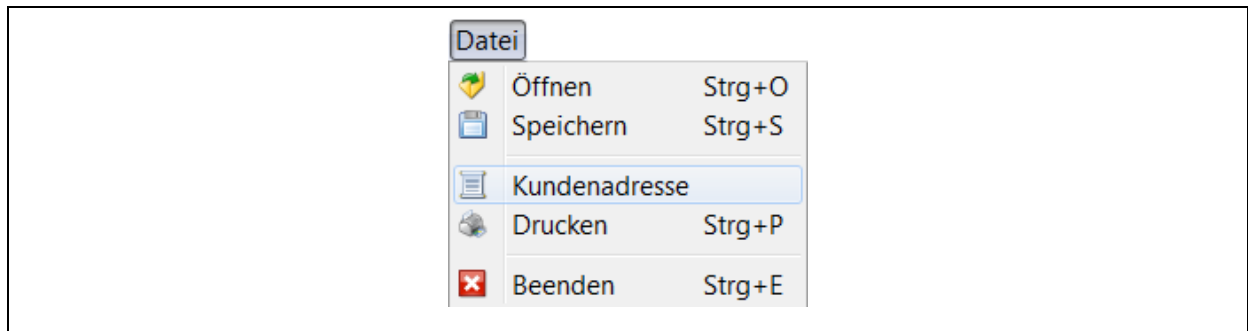 Datei
Öffnen Strg+O
Speichern Strg+S
Kundenadresse
Drucken Strg+P
Beenden Strg+E